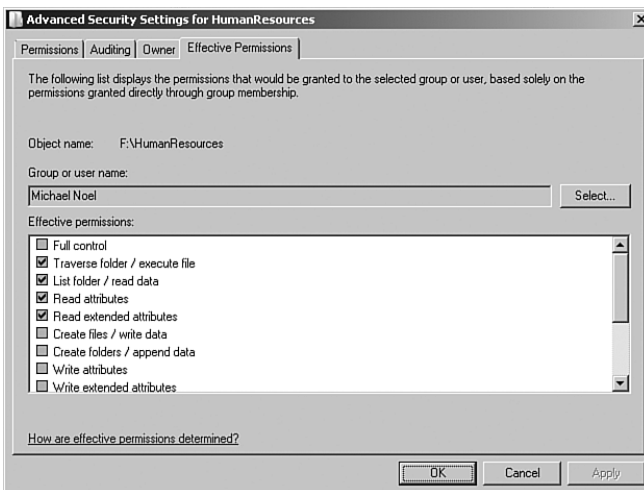 Advanced Security Settings for HumanResources
Permissions Auditing Owner Effective Permissions
The following list displays the permissions that would be granted to the selected group or user, based solely on the
permissions granted directly through group membership.
Object name: F:\HumanResources
Group or user name:
Michael Noel Select...
Effective permissions:
Full control
Traverse folder / execute file
List folder / read data
Read attributes
Read extended attributes
Create files / write data
Create folders / append data
Write attributes
Write extended attributes
How are effective permissions determined?
OK Cancel Apply